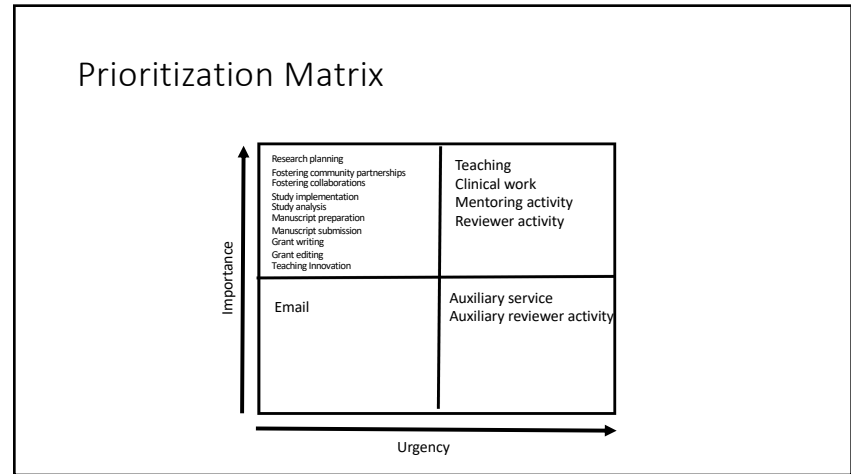 Prioritization Matrix
Research planning
Fostering community partnerships
Fostering collaborations
Study implementation
Study analysis
Manuscript preparation
Manuscript submission
Grant writing
Grant editing
Teaching Innovation
Teaching
Clinical work
Mentoring activity
Reviewer activity
Importance
Email
Auxiliary service
Auxiliary reviewer activity
Urgency